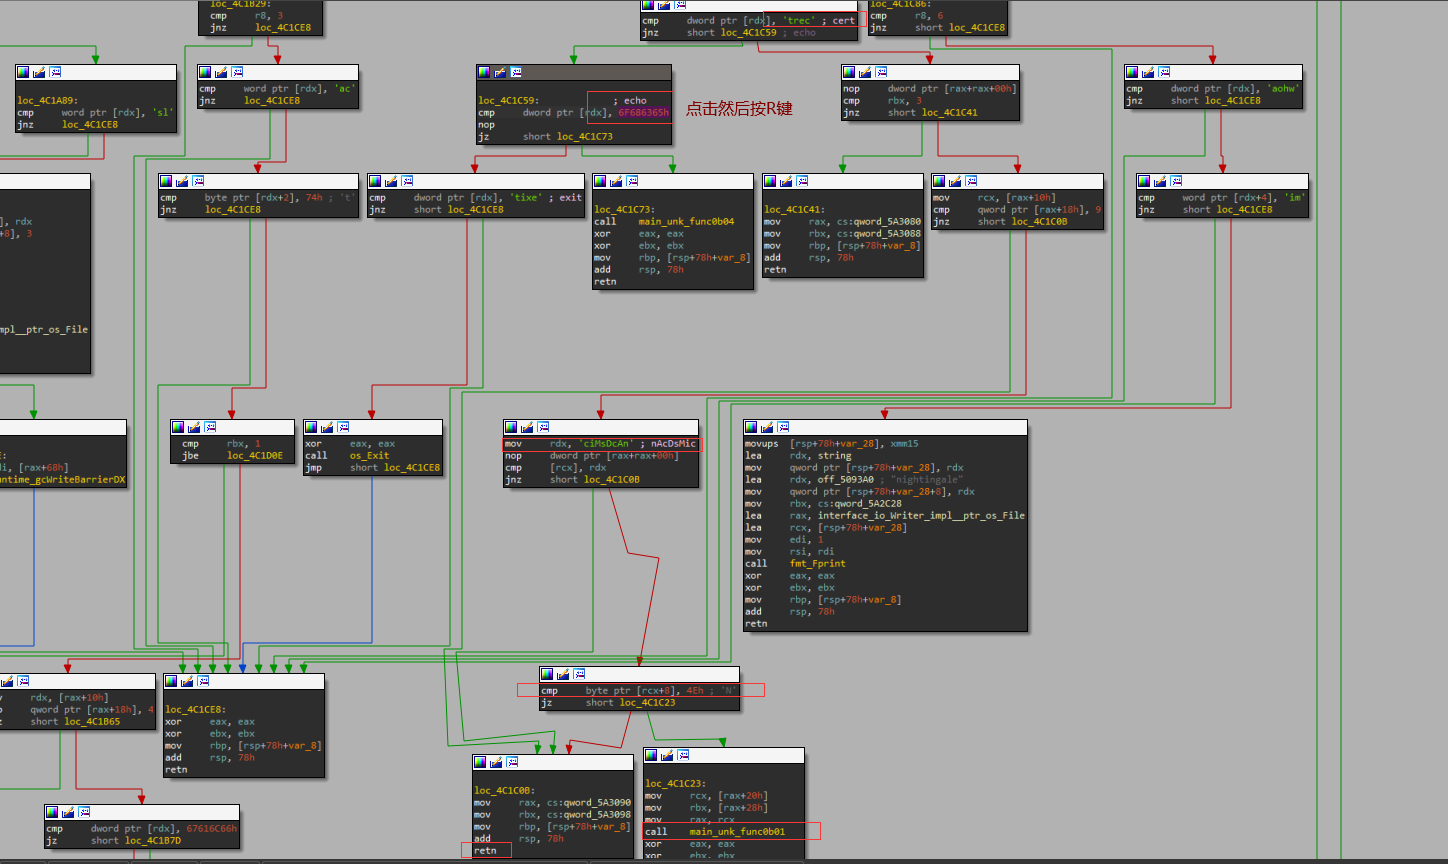 loc_4C1B29:
cmp r8, 3
jnz loc_4C1CE8
cmp dword ptr [rdx], 'trec' ; cert
jnz short loc_4C1C59 ; echo
loc_4C1C86:
cmp r8, 6
jnz short loc_4C1CE8
loc_4C1A89:
cmp word ptr [rdx], 'sl'
jnz loc_4C1CE8
cmp word ptr [rdx], 'ac'
jnz loc_4C1CE8
loc_4C1C59: ; echo
cmp dword ptr [rdx], 6F686365h
nop
jz short loc_4C1C73
点击然后按R键
nop dword ptr [rax+rax+00h]
cmp rbx, 3
jnz short loc_4C1C41
cmp dword ptr [rdx], 'aohw'
jnz short loc_4C1CE8
], rdx
+8], 3
mpl__ptr_os_File
cmp byte ptr [rdx+2], 74h ; 't'
jnz loc_4C1CE8
cmp dword ptr [rdx], 'tixe' ; exit
jnz short loc_4C1CE8
loc_4C1C73:
call main_unk_func0b04
xor eax, eax
xor ebx, ebx
mov rbp, [rsp+78h+var_8]
add rsp, 78h
retn
loc_4C1C41:
mov rax, cs:qword_5A3080
mov rbx, cs:qword_5A3088
mov rbp, [rsp+78h+var_8]
add rsp, 78h
retn
mov rcx, [rax+10h]
cmp qword ptr [rax+18h], 9
jnz short loc_4C1C0B
cmp word ptr [rdx+4], 'im'
jnz short loc_4C1CE8
E:
di, [rax+68h]
untime_gcWriteBarrierDX
cmp rbx, 1
jbe loc_4C1D0E
xor eax, eax
call os_Exit
jmp short loc_4C1CE8
mov rdx, 'ciMsDcAn' ; nAcDsMic
nop dword ptr [rax+rax+00h]
cmp [rcx], rdx
jnz short loc_4C1C0B
movups [rsp+78h+var_28], xmm15
lea rdx, string
mov qword ptr [rsp+78h+var_28], rdx
lea rdx, off_5093A0 ; "nightingale"
mov qword ptr [rsp+78h+var_28+8], rdx
mov rbx, cs:qword_5A2C28
lea rax, interface_io_Writer_impl__ptr_os_File
lea rcx, [rsp+78h+var_28]
mov edi, 1
mov rsi, rdi
call fmt_Fprint
xor eax, eax
xor ebx, ebx
mov rbp, [rsp+78h+var_8]
add rsp, 78h
retn
rdx, [rax+10h]
qword ptr [rax+18h], 4
short loc_4C1B65
loc_4C1CE8:
xor eax, eax
xor ebx, ebx
mov rbp, [rsp+78h+var_8]
add rsp, 78h
retn
cmp byte ptr [rcx+8], 4Eh ; 'N'
jz short loc_4C1C23
loc_4C1C0B:
mov rax, cs:qword_5A3090
mov rbx, cs:qword_5A3098
mov rbp, [rsp+78h+var_8]
add rsp, 78h
retn
loc_4C1C23:
mov rcx, [rax+20h]
mov rbx, [rax+28h]
mov rax, rcx
call main_unk_func0b01
xor eax, eax
xor ebx, ebx
cmp dword ptr [rdx], 67616C66h
jz short loc_4C1B7D